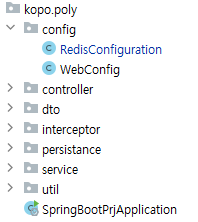 kopo.poly
config
RedisConfiguration
WebConfig
controller
dto
interceptor
persistance
service
util
SpringBootPrjApplication